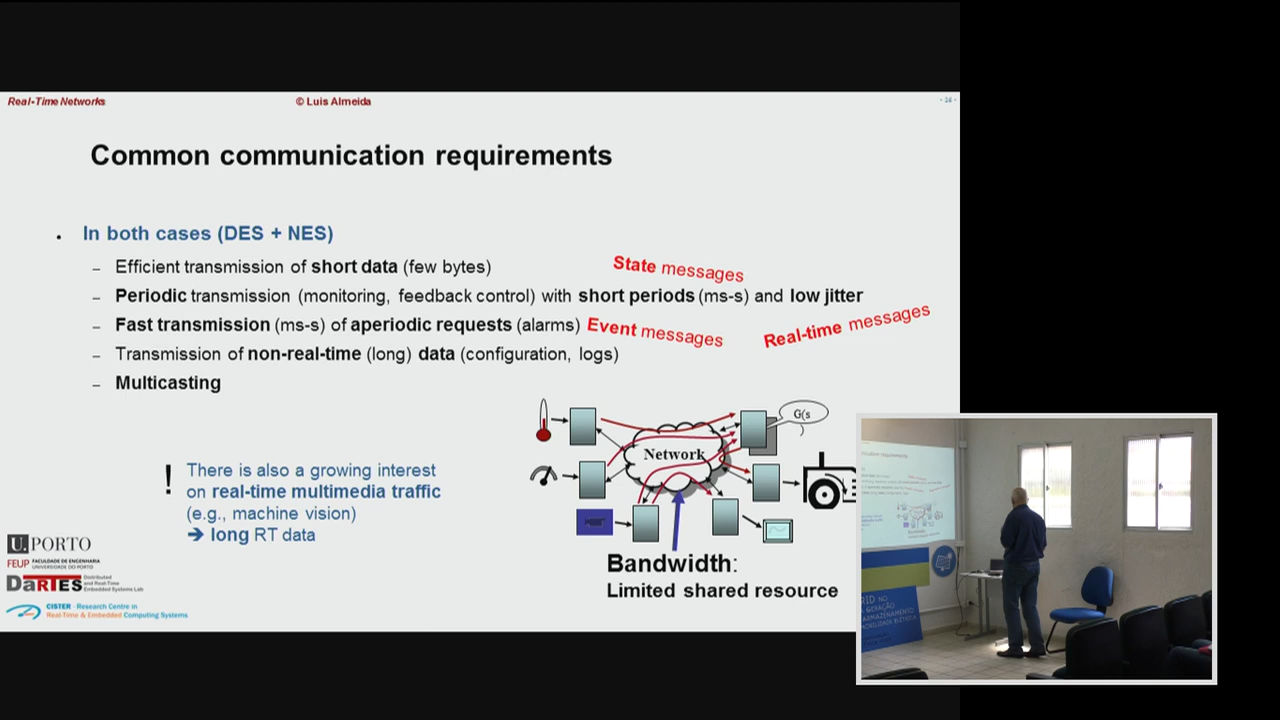 Real-Time Networks
© Luis Almeida
Common communication requirements
• In both cases (DES + NES)
– Efficient transmission of short data (few bytes)
State messages
– Periodic transmission (monitoring, feedback control) with short periods (ms-s) and low jitter
– Fast transmission (ms-s) of aperiodic requests (alarms)
Event messages
Real-time messages
– Transmission of non-real-time (long) data (configuration, logs)
– Multicasting
! There is also a growing interest
on real-time multimedia traffic
(e.g., machine vision)
➔ long RT data
G(s
Network
Bandwidth:
Limited shared resource
U.PORTO
FEUP FACULDADE DE ENGENHARIA
UNIVERSIDADE DO PORTO
DaRTES Distributed
and Real-Time
Embedded Systems Lab
CISTER - Research Centre in
Real-Time & Embedded Computing Systems